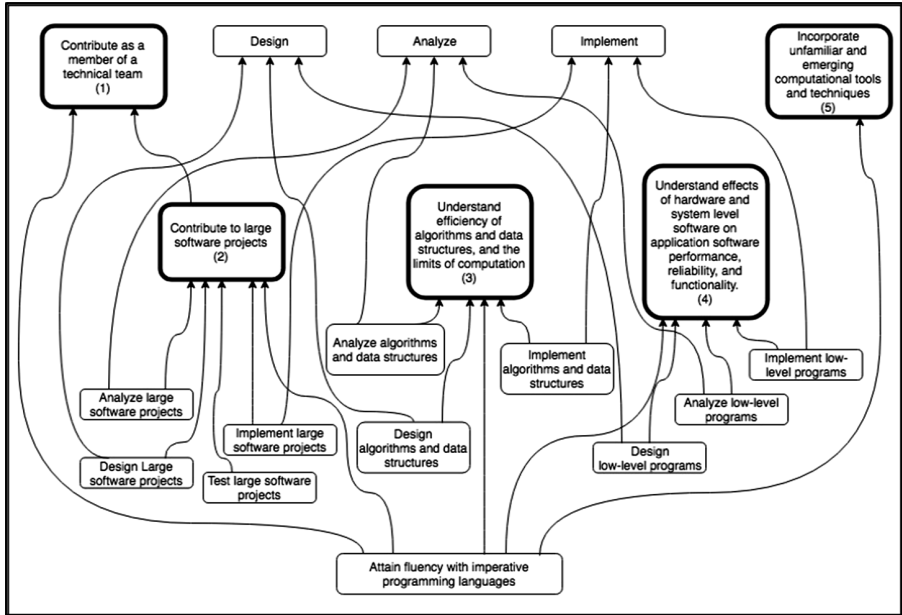 Contribute as a
member of a
technical team
(1)
Design
Analyze
Implement
Incorporate
unfamiliar and
emerging
computational tools
and techniques
(5)
Contribute to large
software projects
(2)
Understand
efficiency of
algorithms and data
structures, and the
limits of computation
(3)
Understand effects
of hardware and
system level
software on
application software
performance,
reliability, and
functionality.
(4)
Analyze algorithms
and data structures
Implement
algorithms and data
structures
Implement low-
level programs
Analyze large
software projects
Analyze low-level
programs
Implement large
software projects
Design
algorithms and data
structures
Design
low-level programs
Design Large
software projects
Test large software
projects
Attain fluency with imperative
programming languages